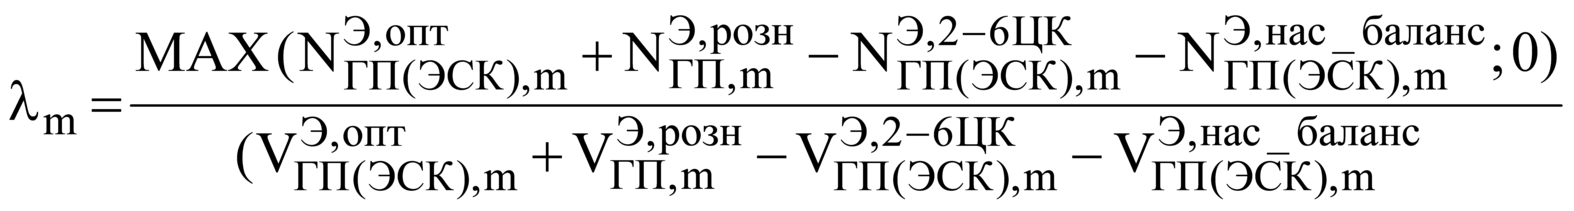 λ_m = MAX(N^{Э,опт}_{ГП(ЭСК),m} + N^{Э,розн}_{ГП,m} − N^{Э,2−6ЦК}_{ГП(ЭСК),m} − N^{Э,нас_баланс}_{ГП(ЭСК),m};0)
(V^{Э,опт}_{ГП(ЭСК),m} + V^{Э,розн}_{ГП,m} − V^{Э,2−6ЦК}_{ГП(ЭСК),m} − V^{Э,нас_баланс}_{ГП(ЭСК),m}